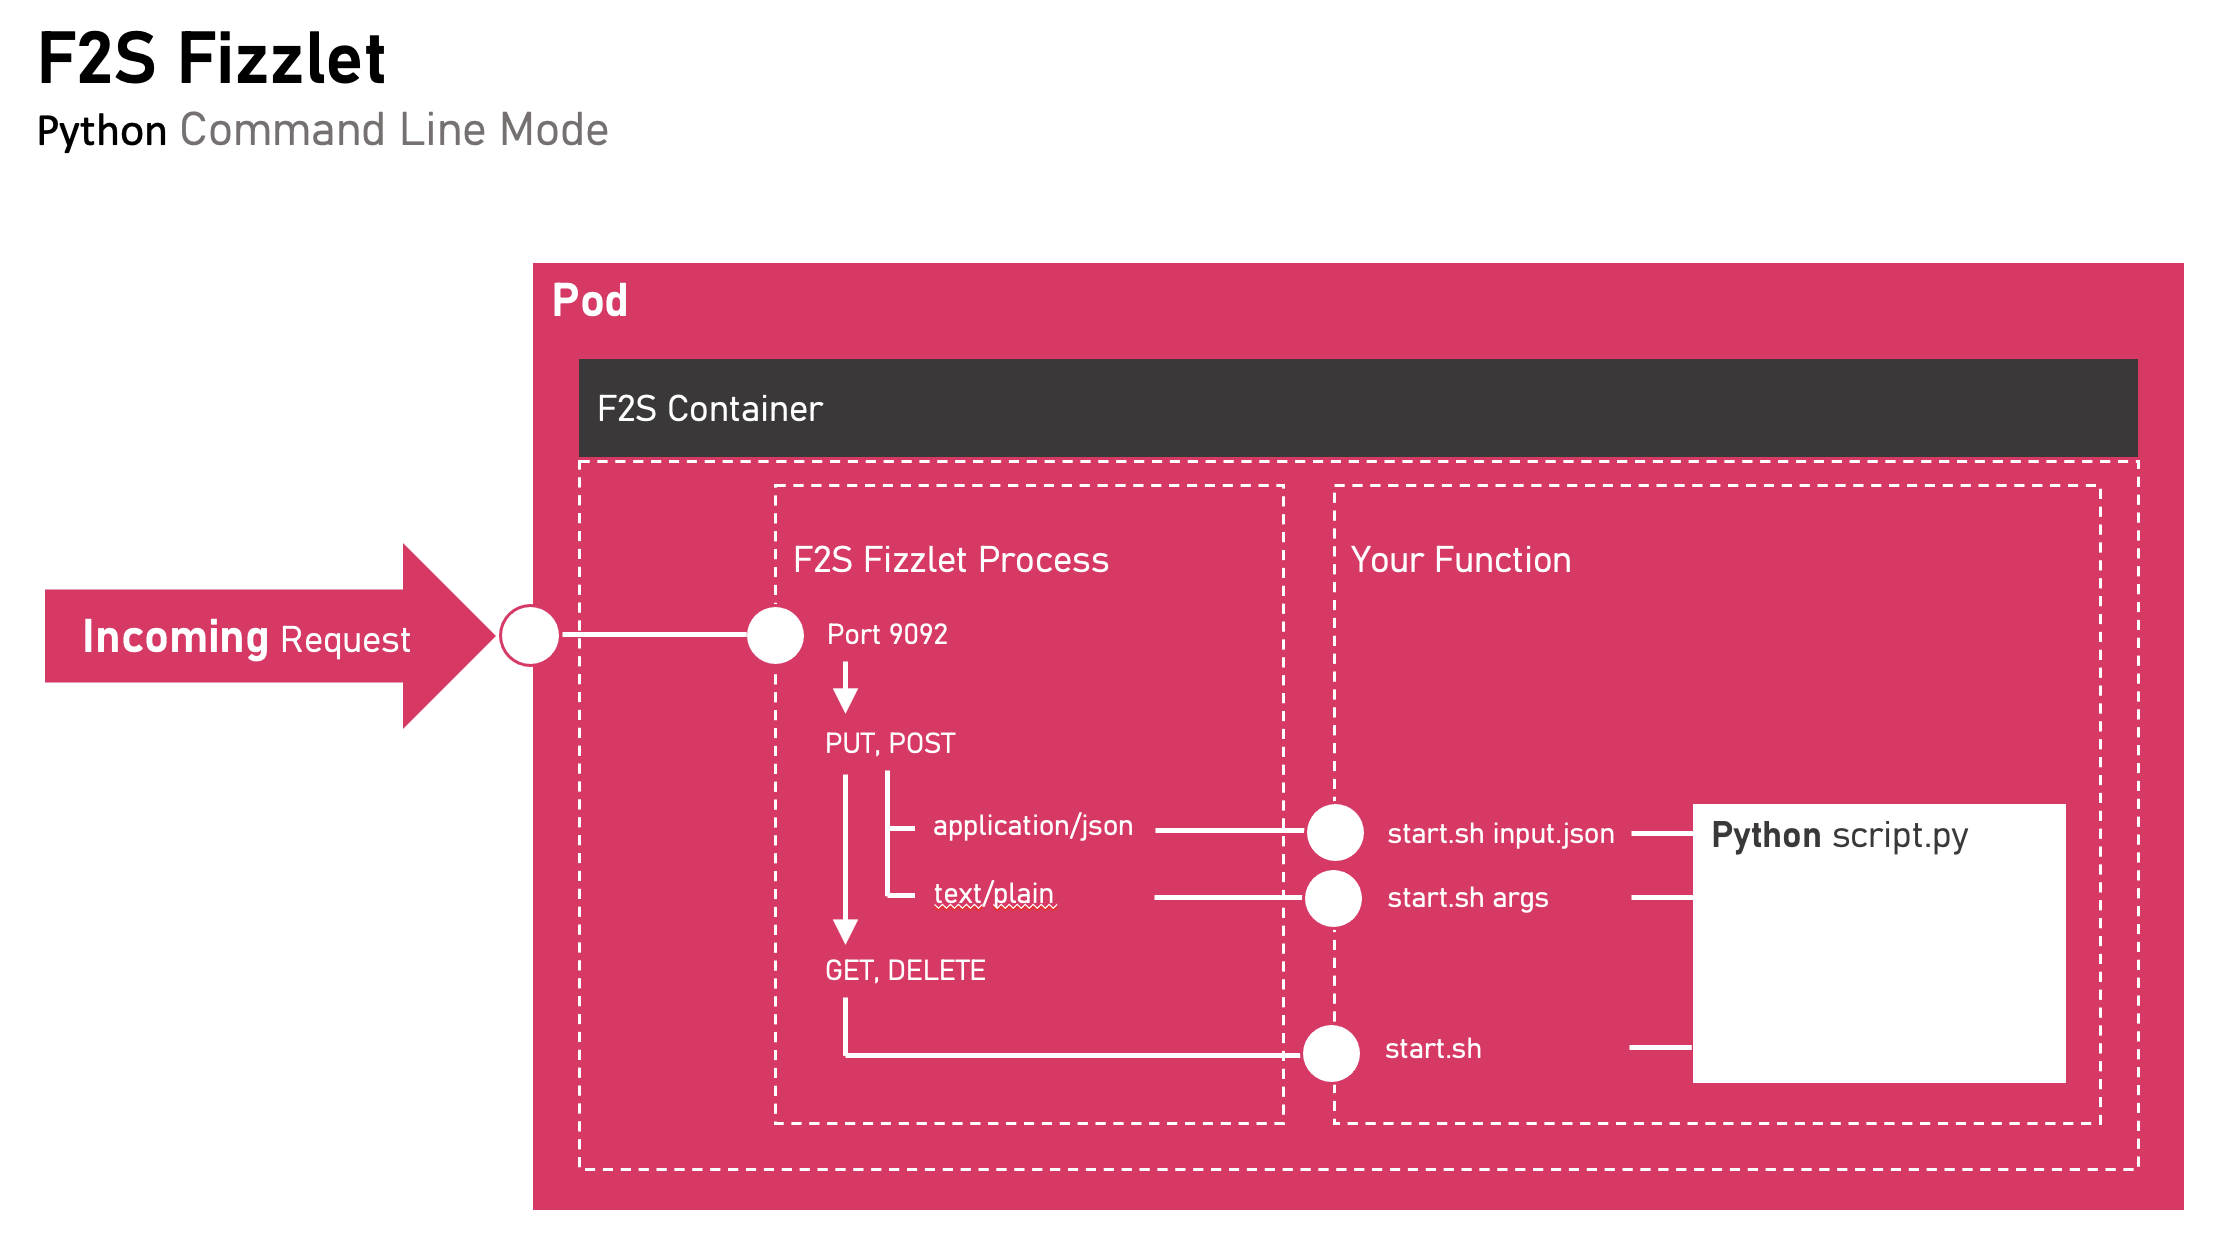 F2S Fizzlet
Python Command Line Mode
Pod
F2S Container
F2S Fizzlet Process
Your Function
Incoming Request
Port 9092
PUT, POST
application/json
start.sh input.json
Python script.py
text/plain
start.sh args
GET, DELETE
start.sh